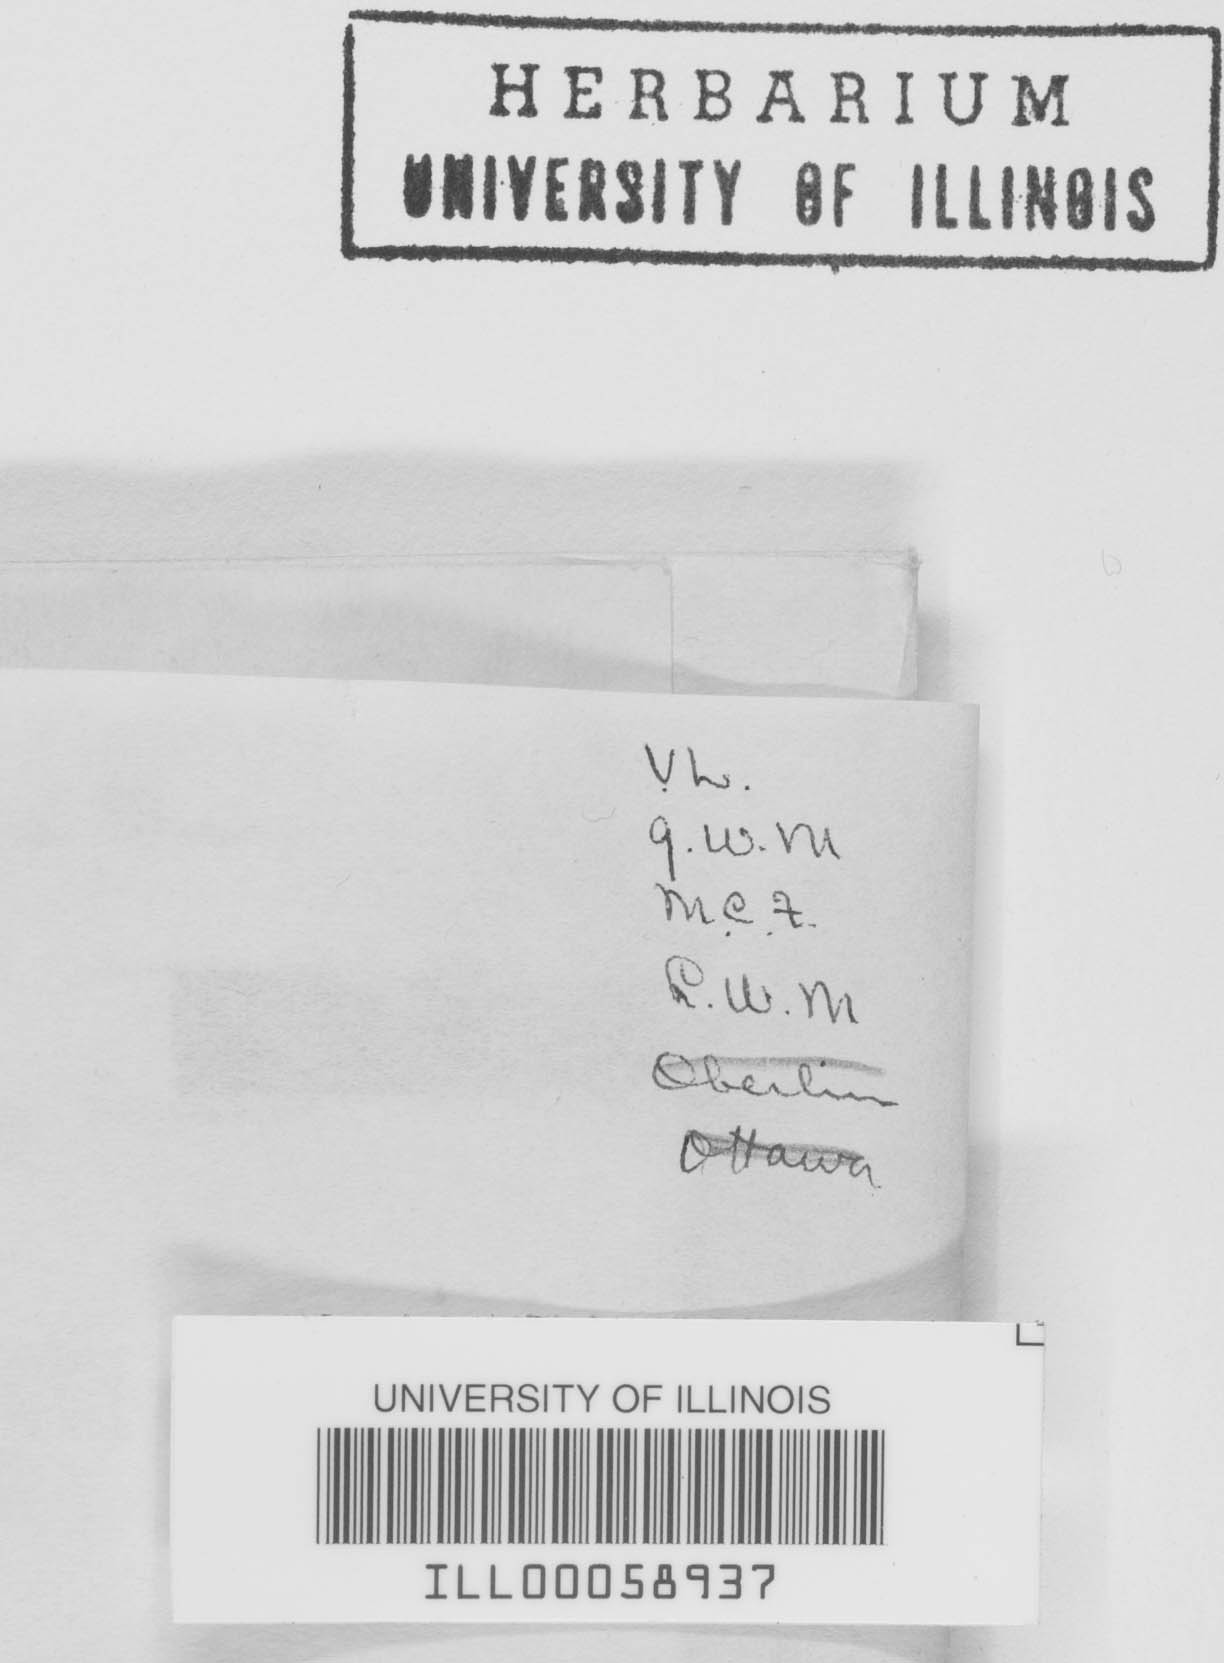 HERBARIUM
UNIVERSITY OF ILLINOIS
V.L.
G.W.M
M.C.F.
R.W.M
Oberlin
Ottawa
UNIVERSITY OF ILLINOIS
ILL00058937